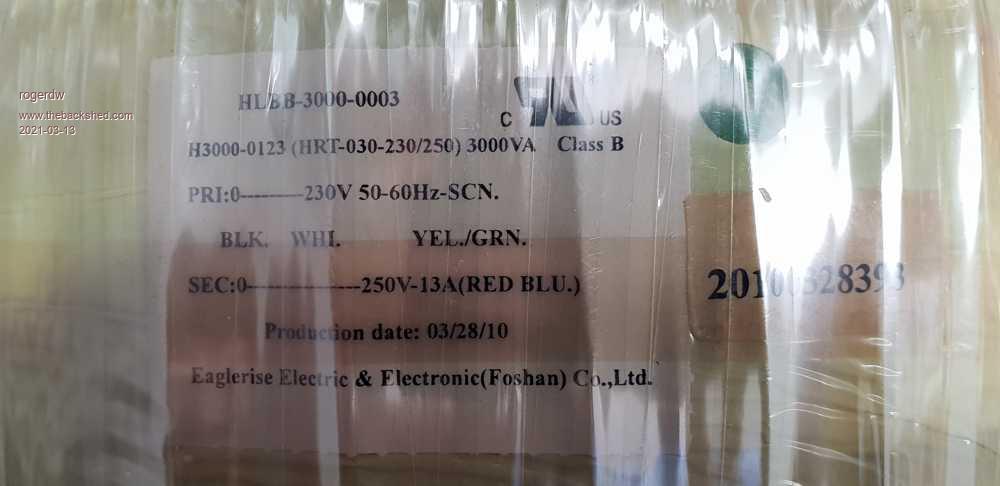 rogerdw
www.thebackshed.com
2021-03-13
HLBB-3000-0003
C US
H3000-0123 (HRT-030-230/250) 3000VA Class B
PRI:0----------230V 50-60Hz-SCN.
BLK. WHI. YEL./GRN.
SEC:0----------------250V-13A(RED BLU.)
Production date: 03/28/10
Eaglerise Electric & Electronic(Foshan) Co.,Ltd.